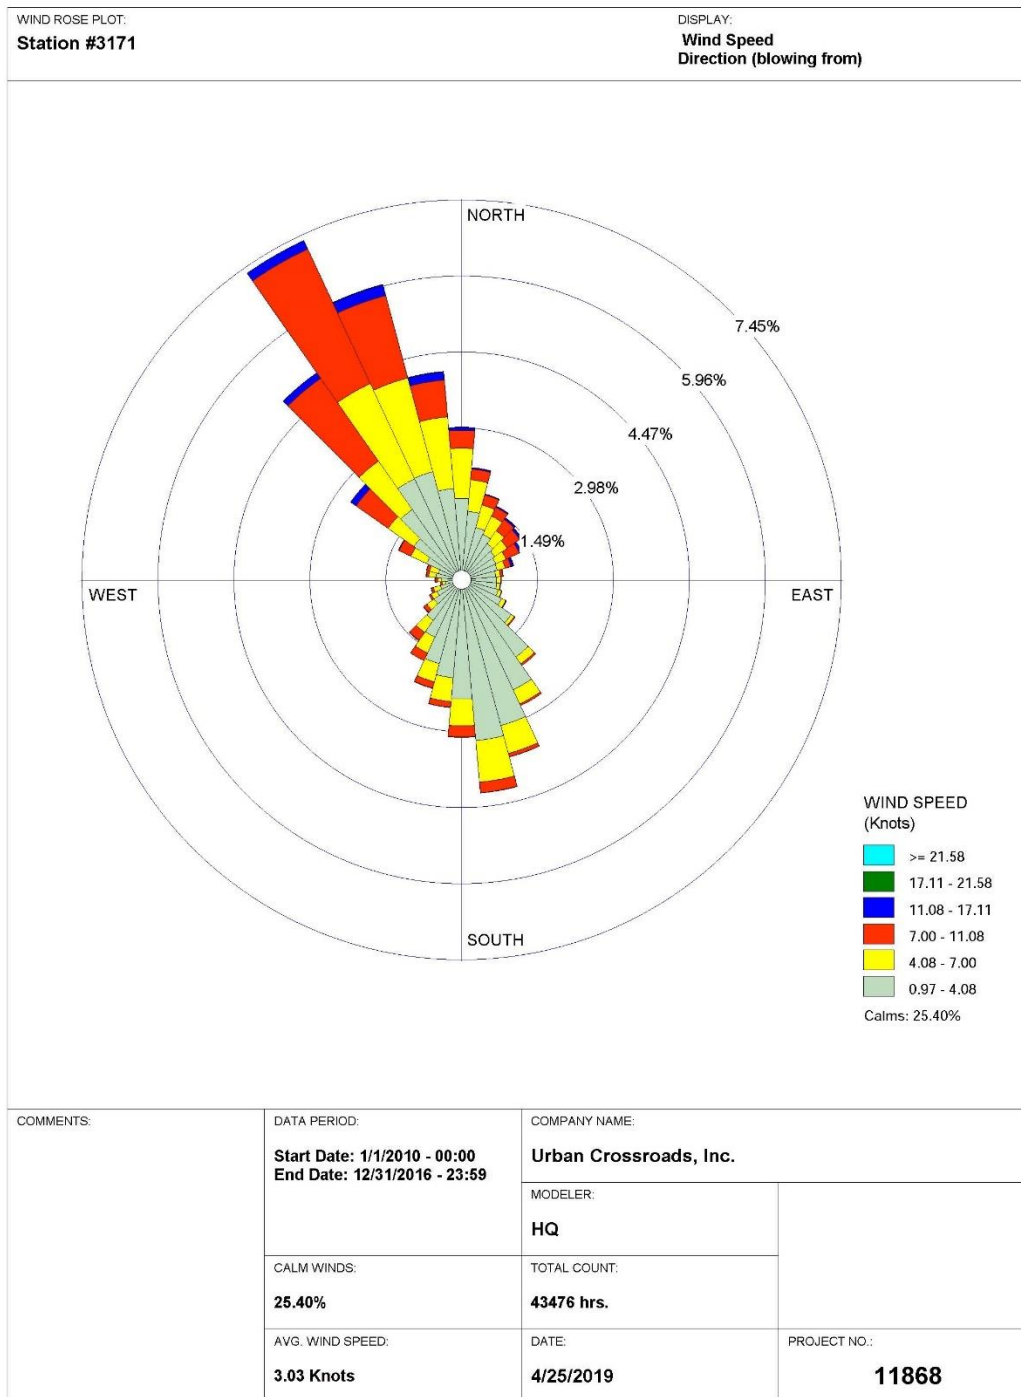 WIND ROSE PLOT:
Station #3171
DISPLAY:
Wind Speed
Direction (blowing from)
NORTH
7.45%
5.96%
4.47%
2.98%
1.49%
WEST
EAST
SOUTH
WIND SPEED
(Knots)
>= 21.58
17.11 - 21.58
11.08 - 17.11
7.00 - 11.08
4.08 - 7.00
0.97 - 4.08
Calms: 25.40%
COMMENTS:
DATA PERIOD:
Start Date: 1/1/2010 - 00:00
End Date: 12/31/2016 - 23:59
COMPANY NAME:
Urban Crossroads, Inc.
MODELER:
HQ
CALM WINDS:
25.40%
TOTAL COUNT:
43476 hrs.
AVG. WIND SPEED:
3.03 Knots
DATE:
4/25/2019
PROJECT NO.:
11868